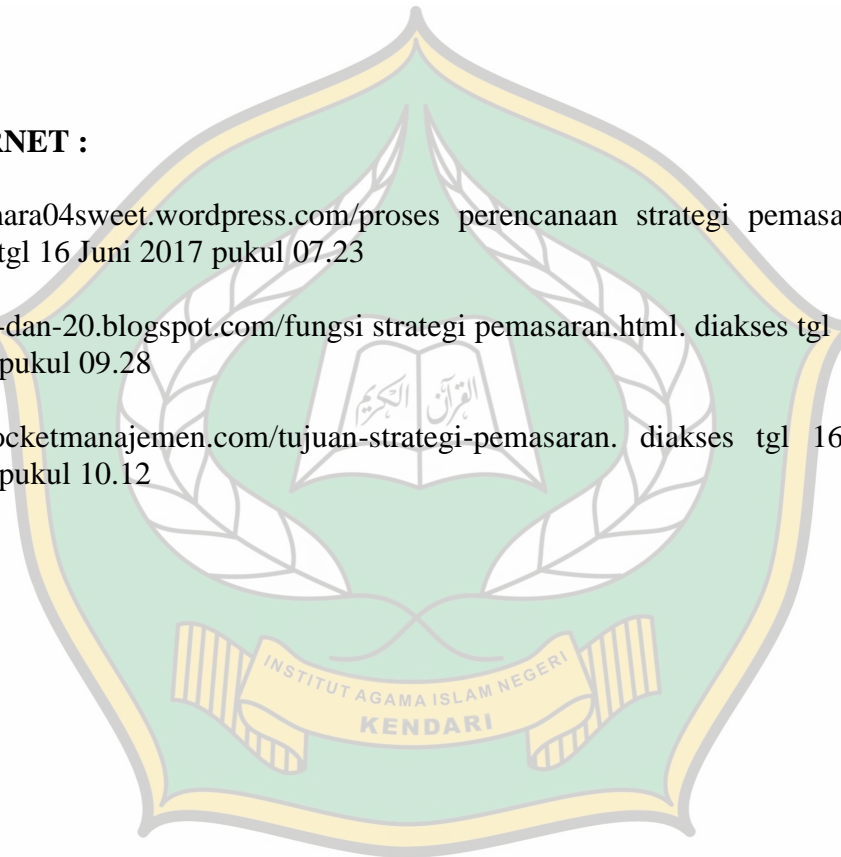 RNET :
nara04sweet.wordpress.com/proses perencanaan strategi pemasa
tgl 16 Juni 2017 pukul 07.23
-dan-20.blogspot.com/fungsi strategi pemasaran.html. diakses tgl
pukul 09.28
ocketmanajemen.com/tujuan-strategi-pemasaran. diakses tgl 16
pukul 10.12
القرآن الكريم
INSTITUT AGAMA ISLAM NEGERI
KENDARI